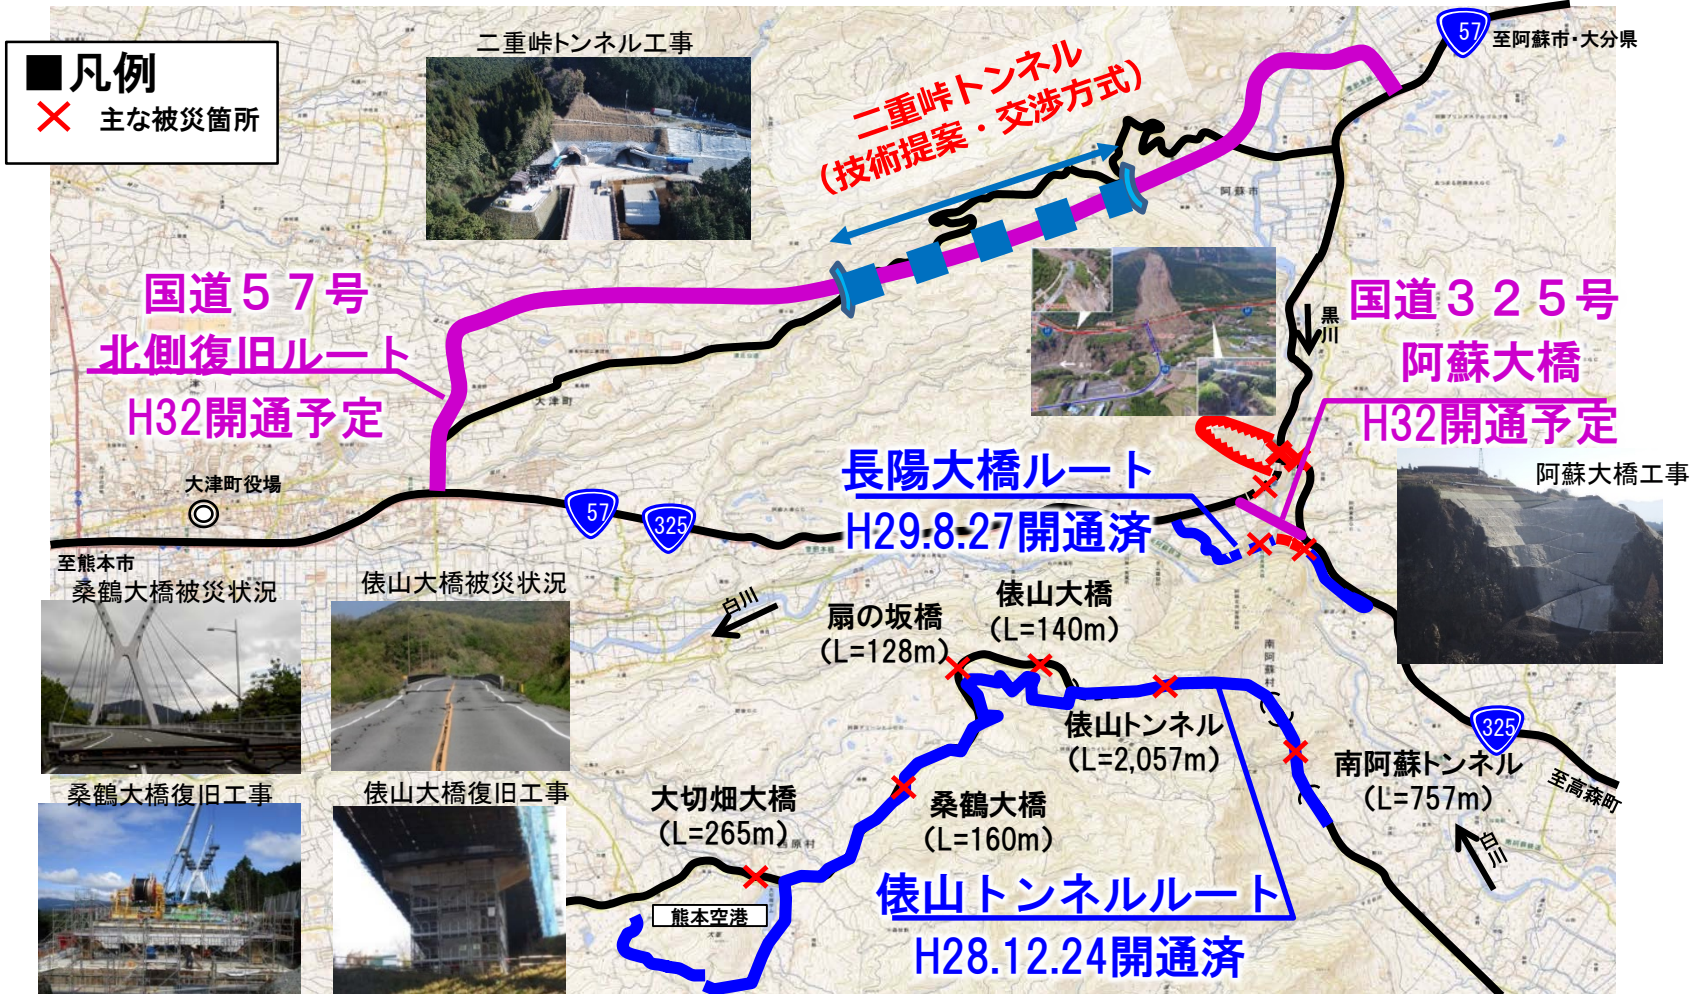 ■凡例
主な被災箇所
二重峠トンネル工事
二重峠トンネル
(技術提案・交渉方式)
57
至阿蘇市・大分県
阿蘇市
国道57号
北側復旧ルート
H32開通予定
国道325号
阿蘇大橋
H32開通予定
黒川
大津町
大津町役場
57
325
長陽大橋ルート
H29.8.27開通済
阿蘇大橋工事
至熊本市
桑鶴大橋被災状況
俵山大橋被災状況
白川
扇の坂橋
(L=128m)
俵山大橋
(L=140m)
南阿蘇村
俵山トンネル
(L=2,057m)
325
南阿蘇トンネル
(L=757m)
至高森町
白川
桑鶴大橋復旧工事
俵山大橋復旧工事
大切畑大橋
(L=265m)
桑鶴大橋
(L=160m)
熊本空港
俵山トンネルルート
H28.12.24開通済